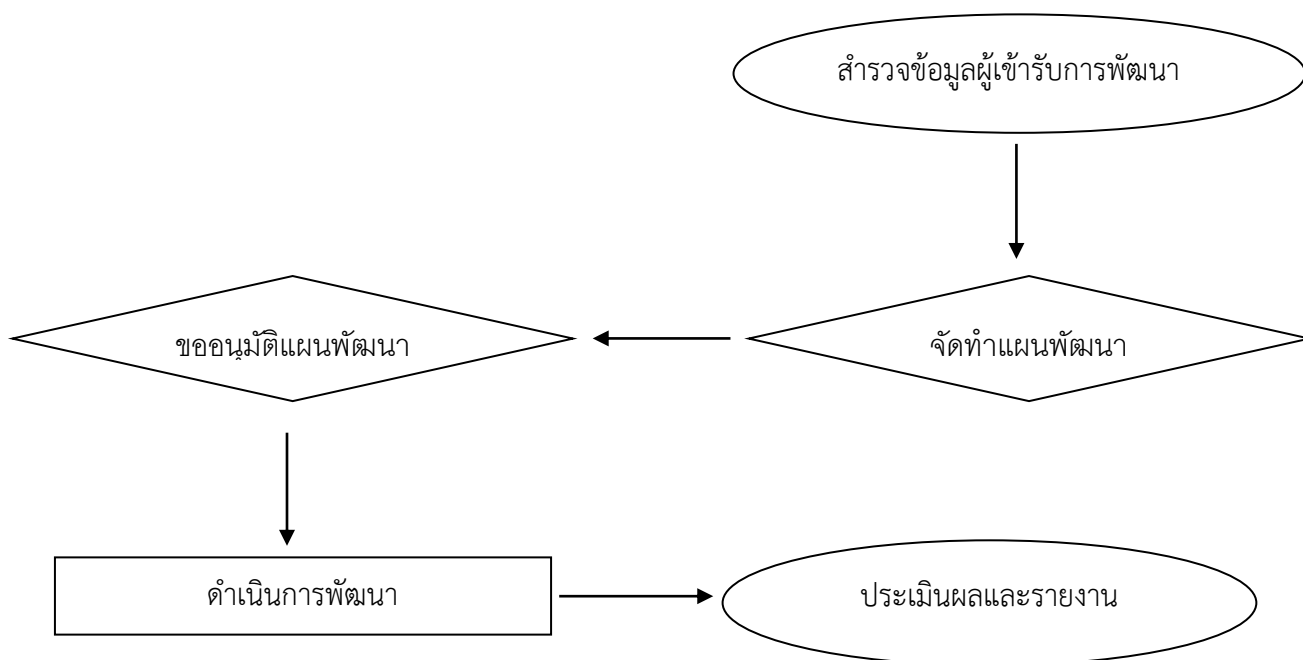 สำรวจข้อมูลผู้เข้ารับการพัฒนา
จัดทำแผนพัฒนา
ขออนุมัติแผนพัฒนา
ดำเนินการพัฒนา
ประเมินผลและรายงาน